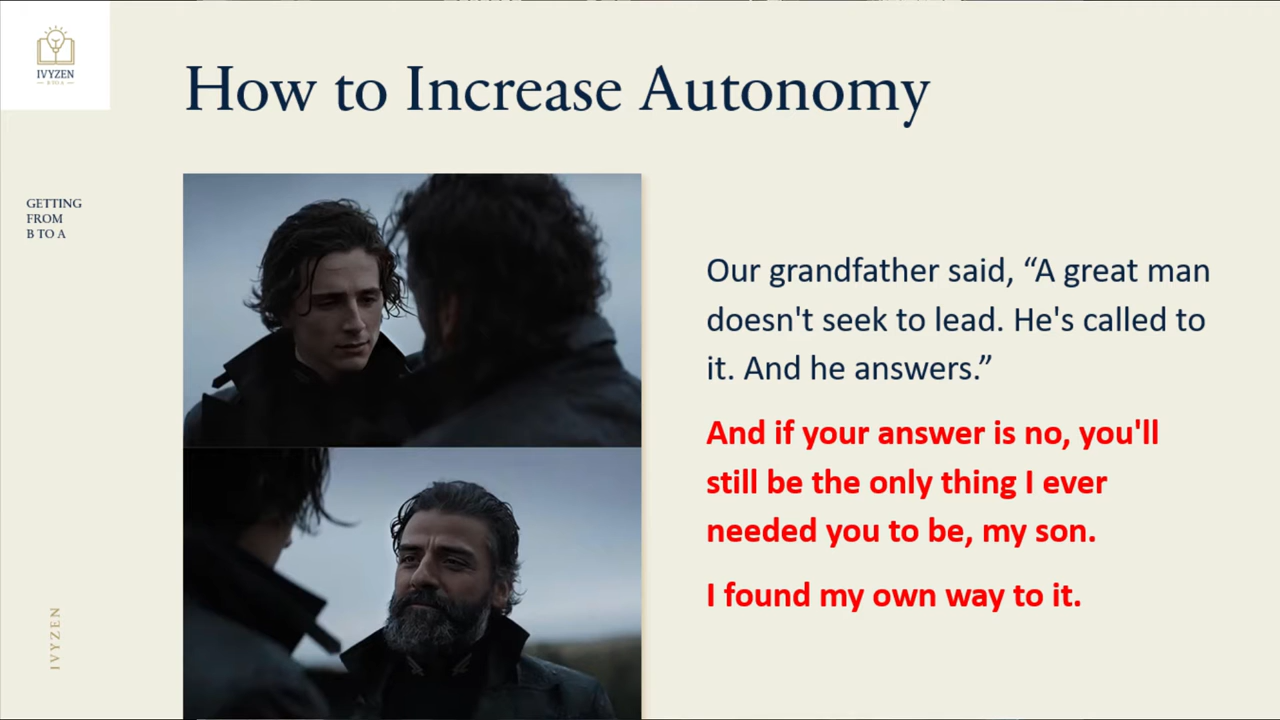 IVYZEN
B TO A
How to Increase Autonomy
GETTING
FROM
B TO A
Our grandfather said, “A great man
doesn't seek to lead. He's called to
it. And he answers.”
And if your answer is no, you'll
still be the only thing I ever
needed you to be, my son.
I found my own way to it.
IVYZEN